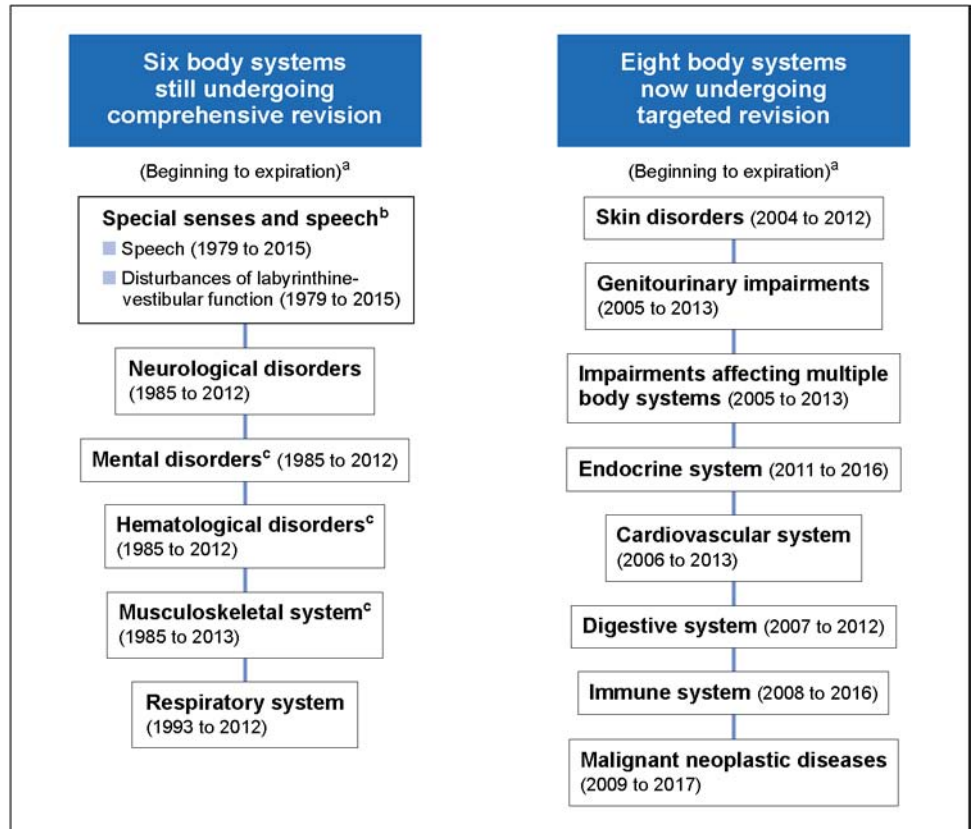 Six body systems
still undergoing
comprehensive revision
(Beginning to expiration)a
Special senses and speechb
Speech (1979 to 2015)
Disturbances of labyrinthine-
vestibular function (1979 to 2015)
Neurological disorders
(1985 to 2012)
Mental disordersc (1985 to 2012)
Hematological disordersc
(1985 to 2012)
Musculoskeletal systemc
(1985 to 2013)
Respiratory system
(1993 to 2012)
Eight body systems
now undergoing
targeted revision
(Beginning to expiration)a
Skin disorders (2004 to 2012)
Genitourinary impairments
(2005 to 2013)
Impairments affecting multiple
body systems (2005 to 2013)
Endocrine system (2011 to 2016)
Cardiovascular system
(2006 to 2013)
Digestive system (2007 to 2012)
Immune system (2008 to 2016)
Malignant neoplastic diseases
(2009 to 2017)